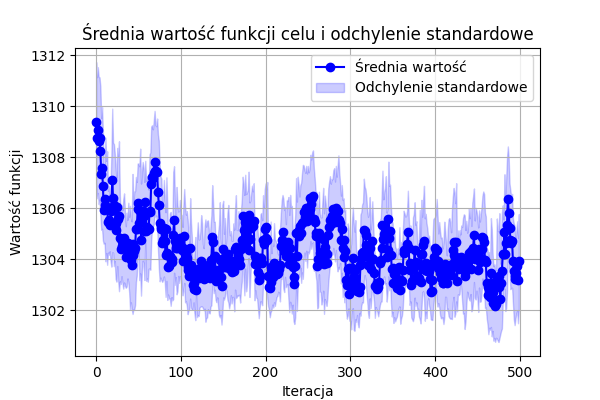 Średnia wartość funkcji celu i odchylenie standardowe
Średnia wartość
Odchylenie standardowe
Wartość funkcji
1312
1310
1308
1306
1304
1302
0 100 200 300 400 500
Iteracja